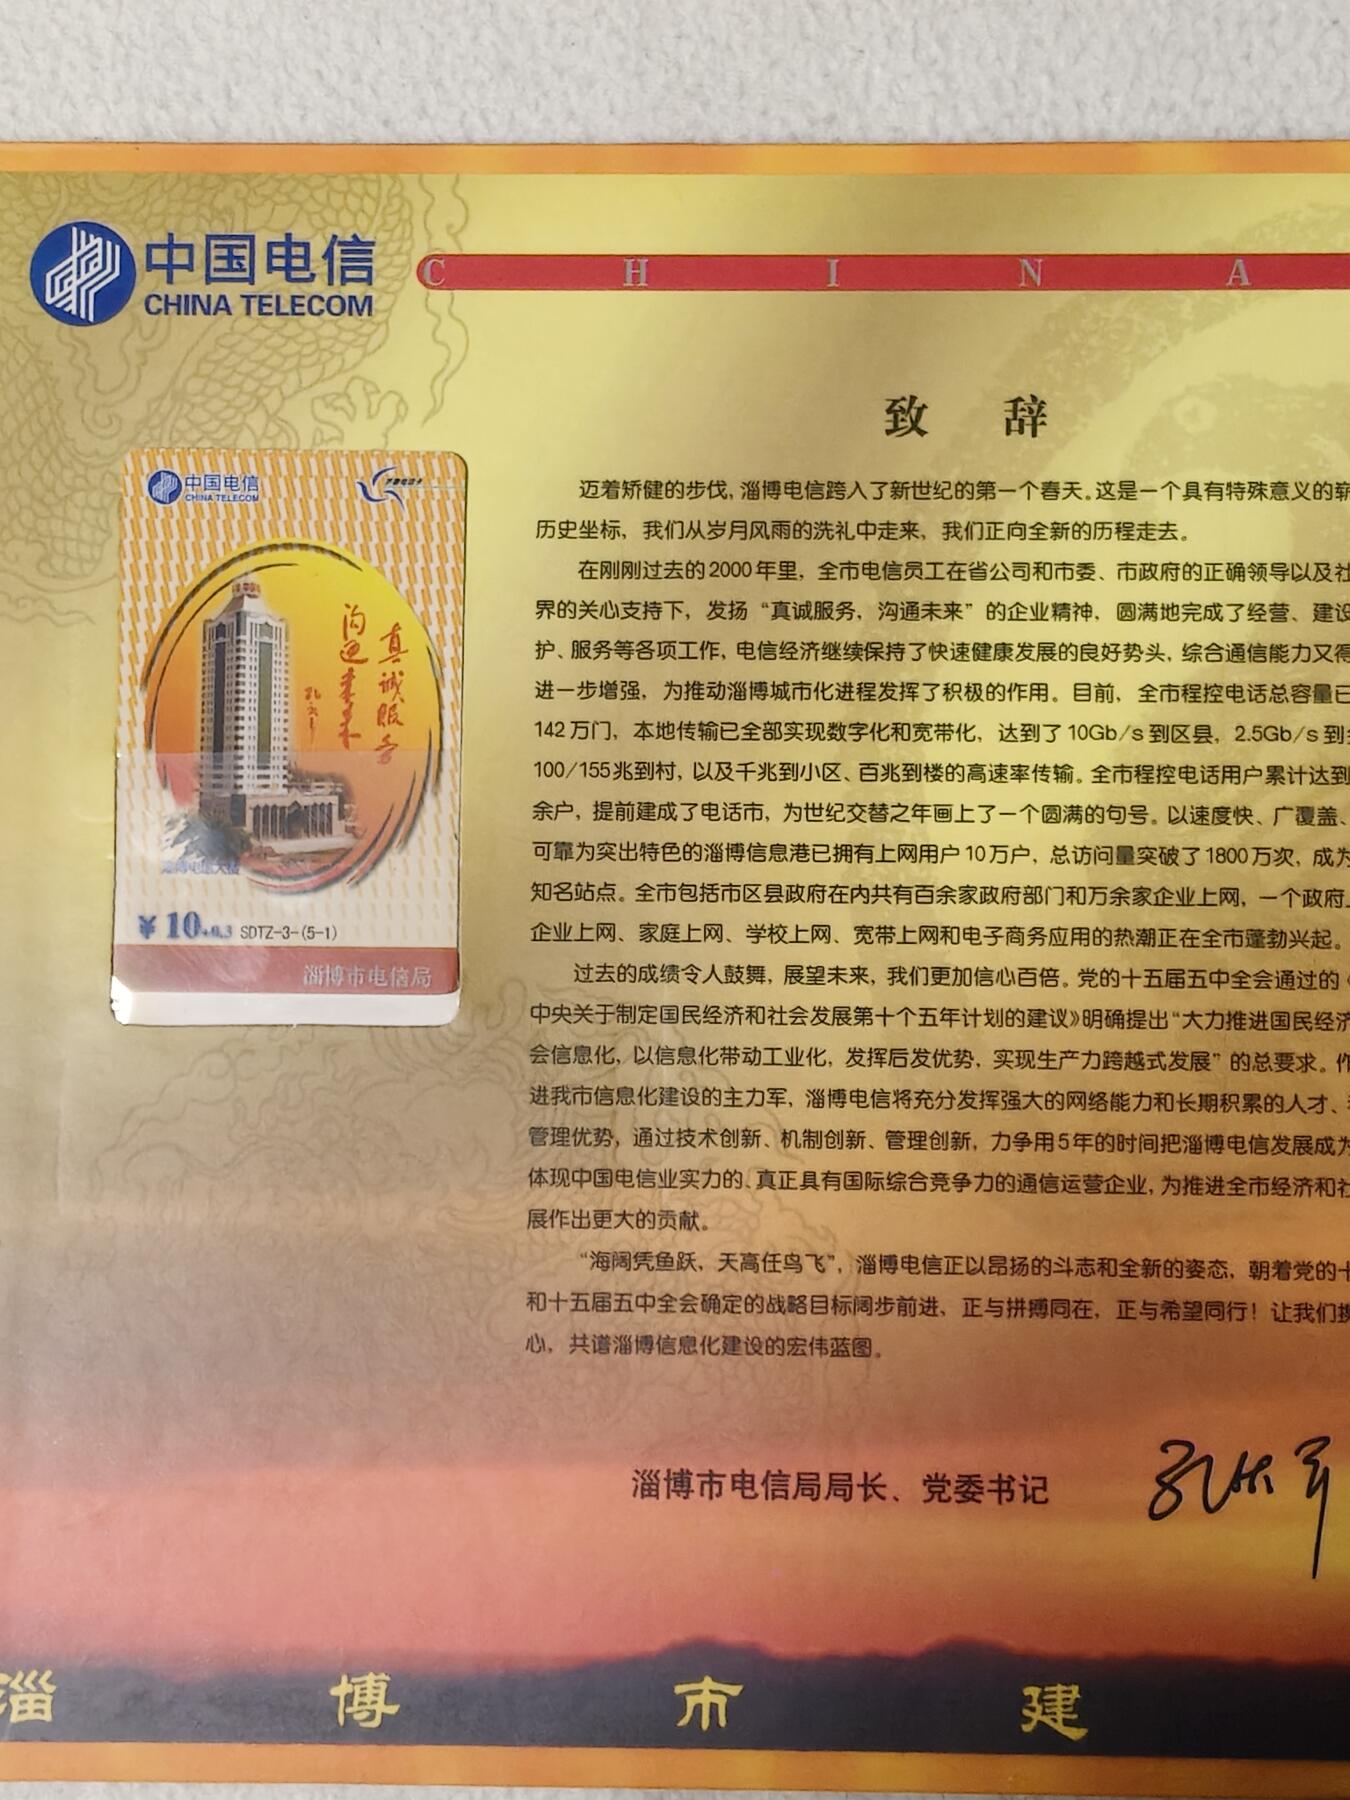 中国电信
CHINA TELECOM
C H I N A
致 辞
中国电信
CHINA TELECOM
真诚服务
沟通未来
淄博电信大楼
¥10+0.3 SDTZ-3-(5-1)
淄博市电信局
迈着矫健的步伐，淄博电信跨入了新世纪的第一个春天。这是一个具有特殊意义的崭
历史坐标，我们从岁月风雨的洗礼中走来，我们正向全新的历程走去。
在刚刚过去的2000年里，全市电信员工在省公司和市委、市政府的正确领导以及社
界的关心支持下，发扬“真诚服务，沟通未来”的企业精神，圆满地完成了经营、建设
护、服务等各项工作，电信经济继续保持了快速健康发展的良好势头，综合通信能力又得
进一步增强，为推动淄博城市化进程发挥了积极的作用。目前，全市程控电话总容量已
142万门，本地传输已全部实现数字化和宽带化，达到了10Gb/s到区县，2.5Gb/s到
100/155兆到村，以及千兆到小区、百兆到楼的高速率传输。全市程控电话用户累计达到
余户，提前建成了电话市，为世纪交替之年画上了一个圆满的句号。以速度快、广覆盖、
可靠为突出特色的淄博信息港已拥有上网用户10万户，总访问量突破了1800万次，成为
知名站点。全市包括市区县政府在内共有百余家政府部门和万余家企业上网，一个政府
企业上网、家庭上网、学校上网、宽带上网和电子商务应用的热潮正在全市蓬勃兴起。
过去的成绩令人鼓舞，展望未来，我们更加信心百倍。党的十五届五中全会通过的《
中央关于制定国民经济和社会发展第十个五年计划的建议》明确提出“大力推进国民经济
会信息化，以信息化带动工业化，发挥后发优势，实现生产力跨越式发展”的总要求。作
进我市信息化建设的主力军，淄博电信将充分发挥强大的网络能力和长期积累的人才、
管理优势，通过技术创新、机制创新、管理创新，力争用5年的时间把淄博电信发展成为
体现中国电信业实力的、真正具有国际综合竞争力的通信运营企业，为推进全市经济和社
展作出更大的贡献。
“海阔凭鱼跃，天高任鸟飞”，淄博电信正以昂扬的斗志和全新的姿态，朝着党的十
和十五届五中全会确定的战略目标阔步前进，正与拼搏同在，正与希望同行！让我们携
心，共谱淄博信息化建设的宏伟蓝图。
淄博市电信局局长、党委书记
淄 博 市 建